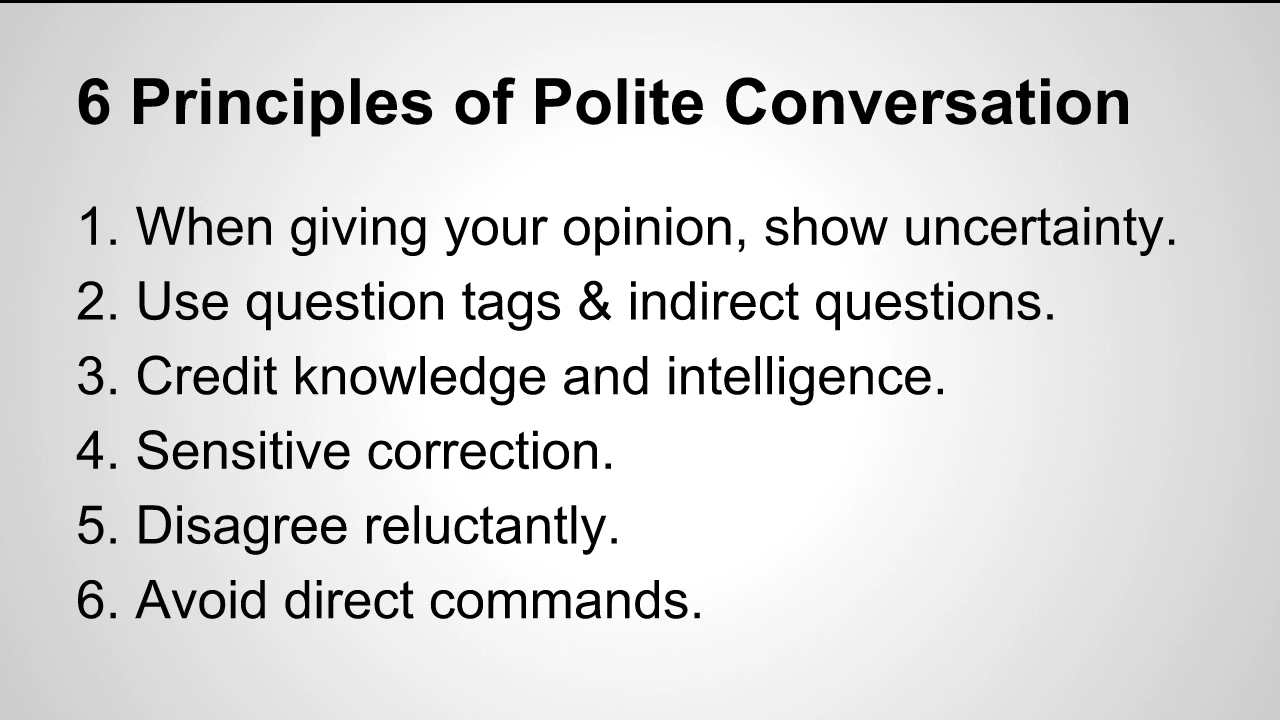 6 Principles of Polite Conversation
1. When giving your opinion, show uncertainty.
2. Use question tags & indirect questions.
3. Credit knowledge and intelligence.
4. Sensitive correction.
5. Disagree reluctantly.
6. Avoid direct commands.